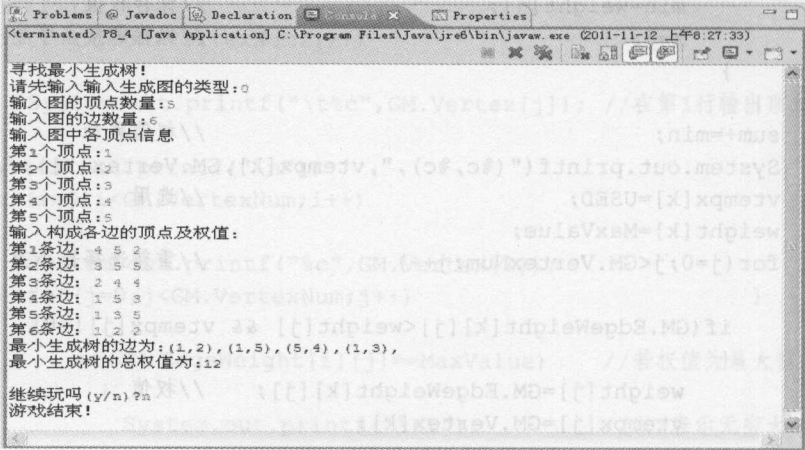 Problems @ Javadoc Declaration Console Properties
<terminated> P8_4 [Java Application] C:\Program Files\Java\jre6\bin\javaw.exe (2011-11-12 上午8:27:33)
寻找最小生成树!
请先输入输入生成图的类型:0
输入图的顶点数量:5
输入图的边数量:6
输入图中各顶点信息
第1个顶点:1
第2个顶点:2
第3个顶点:3
第4个顶点:4
第5个顶点:5
输入构成各边的顶点及权值:
第1条边: 4 5 2
第2条边: 3 5 5
第3条边: 2 4 4
第4条边: 1 5 3
第5条边: 1 3 5
第6条边: 1 2 2
最小生成树的边为:(1,2),(1,5),(5,4),(1,3),
最小生成树的总权值为:12
继续玩吗(y/n)?n
游戏结束!